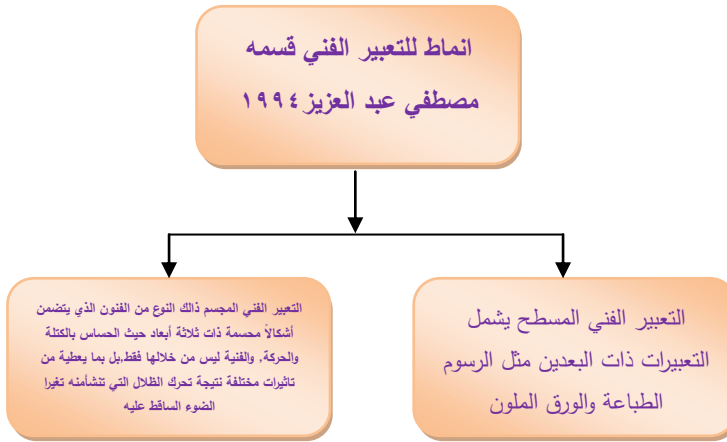 انماط للتعبير الفني قسمه
مصطفي عبد العزيز ١٩٩٤
التعبير الفني المسطح يشمل
التعبيرات ذات البعدين مثل الرسوم
الطباعة والورق الملون
التعبير الفني المجسم ذالك النوع من الفنون الذي يتضمن
أشكالاً محسمة ذات ثلاثة أبعاد حيث الحساس بالكتلة
والحركة, والفنية ليس من خلالها فقط,بل بما يعطية من
تاثيرات مختلفة نتيجة تحرك الظلال التي تنشأمنه تغيرا
الضوء الساقط عليه